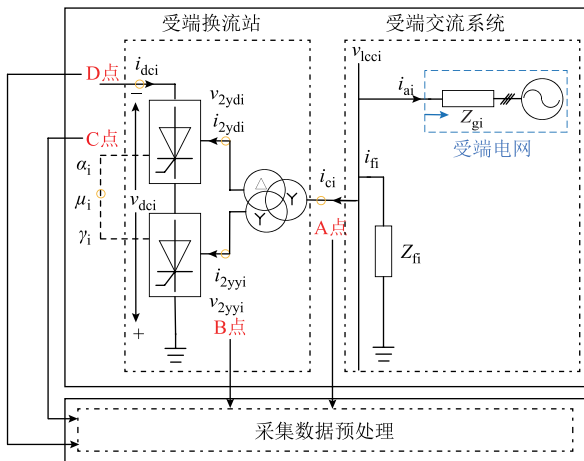 受端换流站
受端交流系统
D点
i_dci
v_2ydi
i_2ydi
C点
α_i
μ_i
γ_i
−
v_dci
+
△
Y
Y
i_ci
A点
i_2yyi
v_2yyi
B点
v_lcci
i_ai
Z_gi
受端电网
i_fi
Z_fi
采集数据预处理